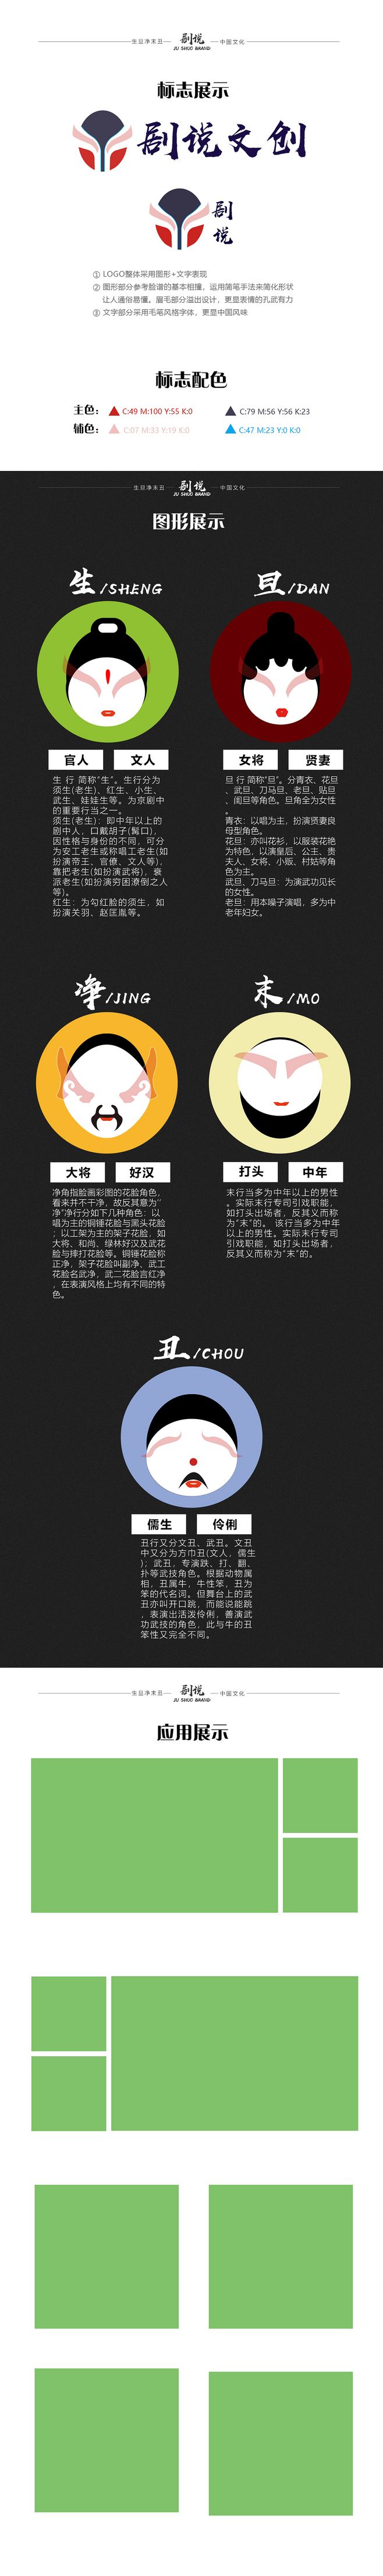 生旦净末丑
剧说
JU SHUO BRAND
中国文化
标志展示
剧说文创
剧
说
① LOGO整体采用图形+文字表现
② 图形部分参考脸谱的基本相撞，运用简笔手法来简化形状
让人通俗易懂。眉毛部分溢出设计，更显表情的孔武有力
③ 文字部分采用毛笔风格字体，更显中国风味
标志配色
主色： C:49 M:100 Y:55 K:0 C:79 M:56 Y:56 K:23
辅色： C:07 M:33 Y:19 K:0 C:47 M:23 Y:0 K:0
生旦净末丑
剧说
JU SHUO BRAND
中国文化
图形展示
生/SHENG
官人 文人
生 行 简称“生”。生行分为
须生(老生)、红生、小生、
武生、娃娃生等。为京剧中
的重要行当之一。
须生(老生)：即中年以上的
剧中人，口戴胡子(髯口)，
因性格与身份的不同，可分
为安工老生或称唱工老生(如
扮演帝王、官僚、文人等)，
靠把老生(如扮演武将)，衰
派老生(如扮演穷困潦倒之人
等)。
红生：为勾红脸的须生，如
扮演关羽、赵匡胤等。
旦/DAN
女将 贤妻
旦 行 简称“旦”。分青衣、花旦
、武旦、刀马旦、老旦、贴旦
、闺旦等角色。旦角全为女性
。
青衣：以唱为主，扮演贤妻良
母型角色。
花旦：亦叫花衫，以服装花艳
为特色，以演皇后、公主、贵
夫人、女将、小贩、村姑等角
色为主。
武旦、刀马旦：为演武功见长
的女性。
老旦：用本嗓子演唱，多为中
老年妇女。
净/JING
大将 好汉
净角指脸画彩图的花脸角色，
看来并不干净，故反其意为“
净”净行分如下几种角色：以
唱为主的铜锤花脸与黑头花脸
；以工架为主的架子花脸，如
大将、和尚、绿林好汉及武花
脸与摔打花脸等。铜锤花脸称
正净，架子花脸叫副净、武工
花脸名武净，武二花脸言红净
，在表演风格上均有不同的特
色。
末/MO
打头 中年
末行当多为中年以上的男性
。实际末行专司引戏职能，
如打头出场者，反其义而称
为“末”的。 该行当多为中年
以上的男性。实际末行专司
引戏职能，如打头出场者，
反其义而称为“末”的。
丑/CHOU
儒生 伶俐
丑行又分文丑、武丑。文丑
中又分为方巾丑(文人，儒生
)；武丑，专演跌、打、翻、
扑等武技角色。根据动物属
相，丑属牛，牛性笨，丑为
笨的代名词。但舞台上的武
丑亦叫开口跳，而能说能跳
，表演出活泼伶俐，善演武
功武技的角色，此与牛的丑
笨性又完全不同。
生旦净末丑
剧说
JU SHUO BRAND
中国文化
应用展示